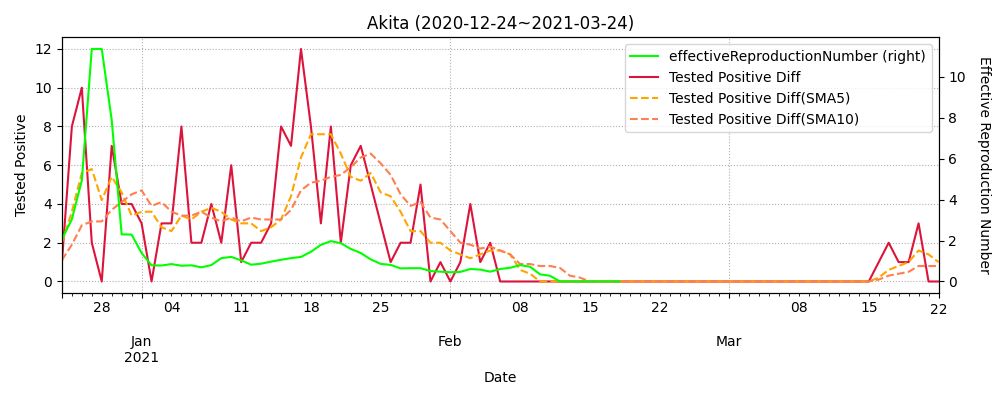 Akita (2020-12-24~2021-03-24)
effectiveReproductionNumber (right)
Tested Positive Diff
Tested Positive Diff(SMA5)
Tested Positive Diff(SMA10)
Tested Positive
12
10
8
6
4
2
0
10
8
6
4
2
0
Effective Reproduction Number
28 04 11 18 25 08 15 22 08 15 22
Jan Feb Mar
2021
Date